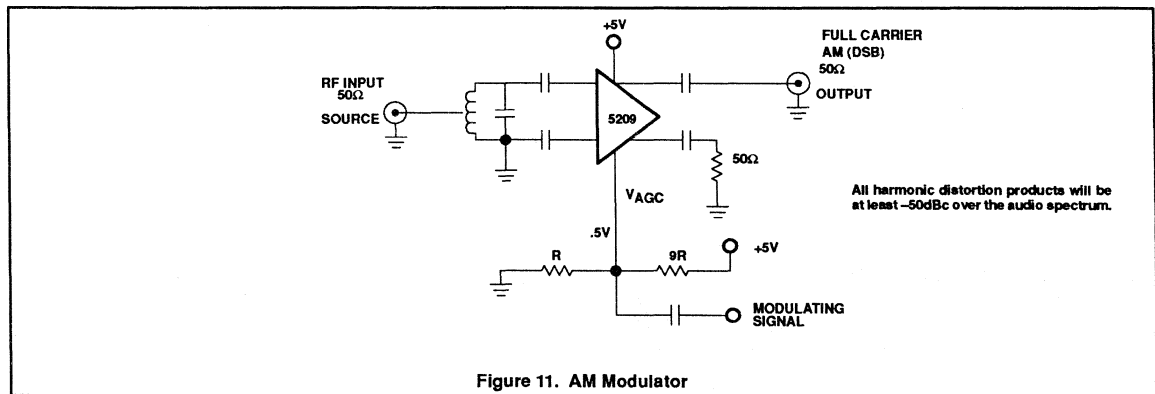 +5V
FULL CARRIER
AM (DSB)
50Ω
OUTPUT
RF INPUT
50Ω
SOURCE
5209
50Ω
VAGC
All harmonic distortion products will be
at least –50dBc over the audio spectrum.
.5V
R
9R
+5V
MODULATING
SIGNAL
Figure 11. AM Modulator